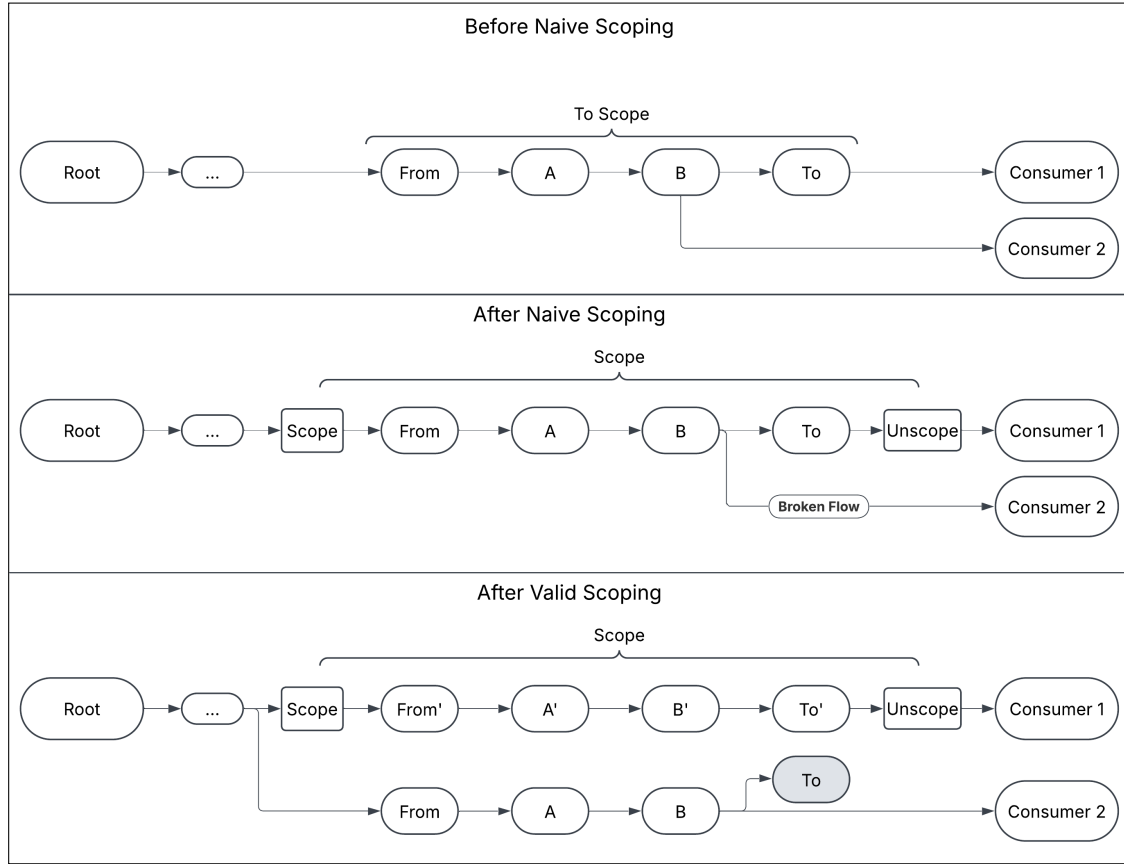 Before Naive Scoping
To Scope
Root
...
From
A
B
To
Consumer 1
Consumer 2
After Naive Scoping
Scope
Root
...
Scope
From
A
B
To
Unscope
Consumer 1
Broken Flow
Consumer 2
After Valid Scoping
Scope
Root
...
Scope
From'
A'
B'
To'
Unscope
Consumer 1
To
From
A
B
Consumer 2